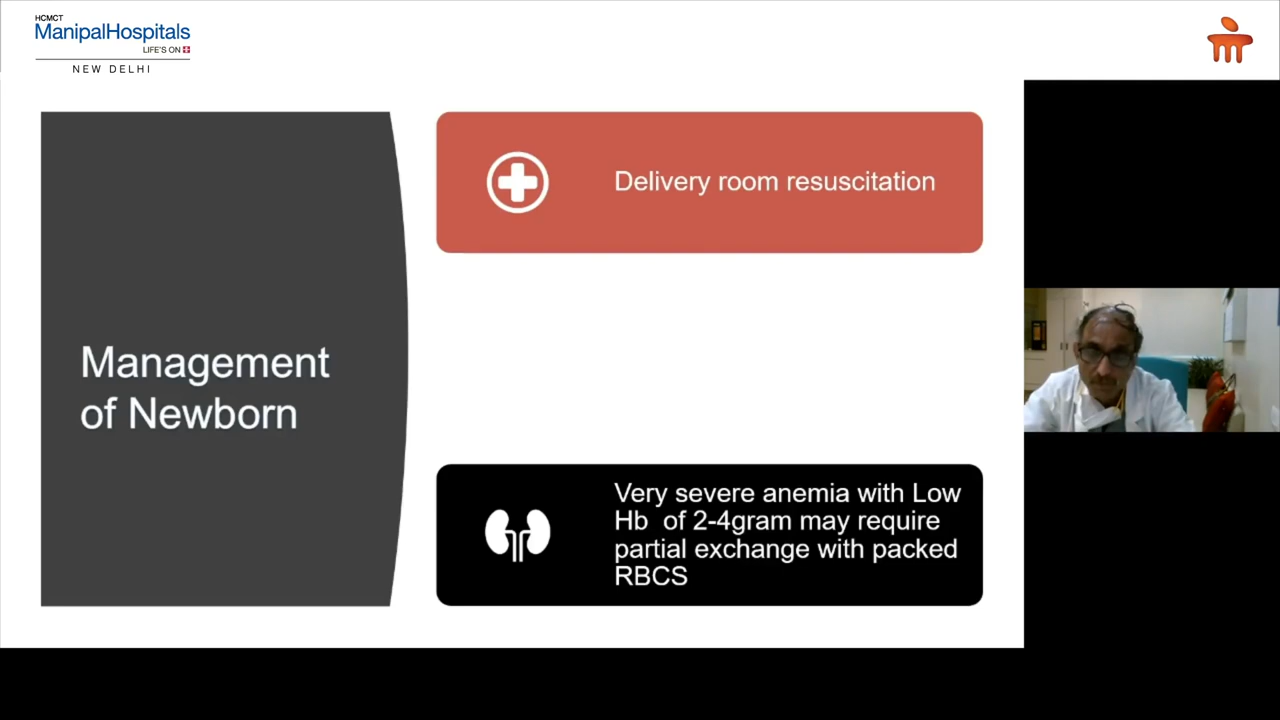 HCMCT
ManipalHospitals
LIFE'S ON
NEW DELHI
Delivery room resuscitation
Management
of Newborn
Very severe anemia with Low
Hb  of 2-4gram may require
partial exchange with packed
RBCS